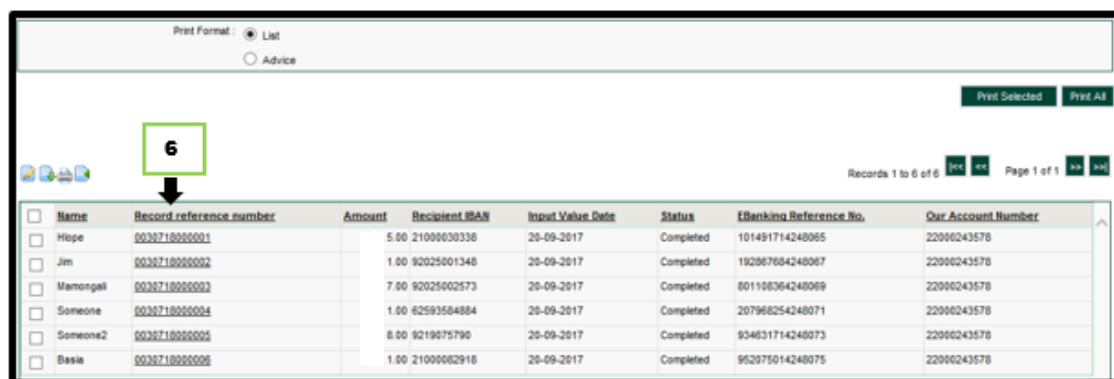 Print Format : List
Advice
Print Selected Print All
6
Records 1 to 6 of 6 |<< << Page 1 of 1 >> >>|
Name Record reference number Amount Recipient IBAN Input Value Date Status EBanking Reference No. Our Account Number
Hlope 0030718000001 5.00 21000030338 20-09-2017 Completed 101491714248065 22000243578
Jim 0030718000002 1.00 92025001348 20-09-2017 Completed 192867684248067 22000243578
Mamongali 0030718000003 7.00 92025002573 20-09-2017 Completed 801108364248069 22000243578
Someone 0030718000004 1.00 62593584884 20-09-2017 Completed 207968254248071 22000243578
Someone2 0030718000005 8.00 9219075790 20-09-2017 Completed 934631714248073 22000243578
Basia 0030718000006 1.00 21000082918 20-09-2017 Completed 952075014248075 22000243578